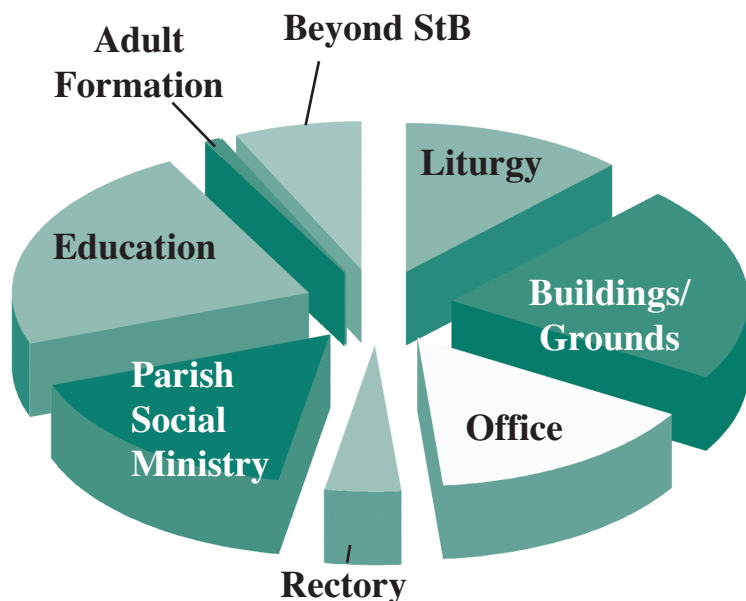 Beyond StB
Adult
Formation
Liturgy
Education
Buildings/
Grounds
Parish
Social
Ministry
Office
Rectory